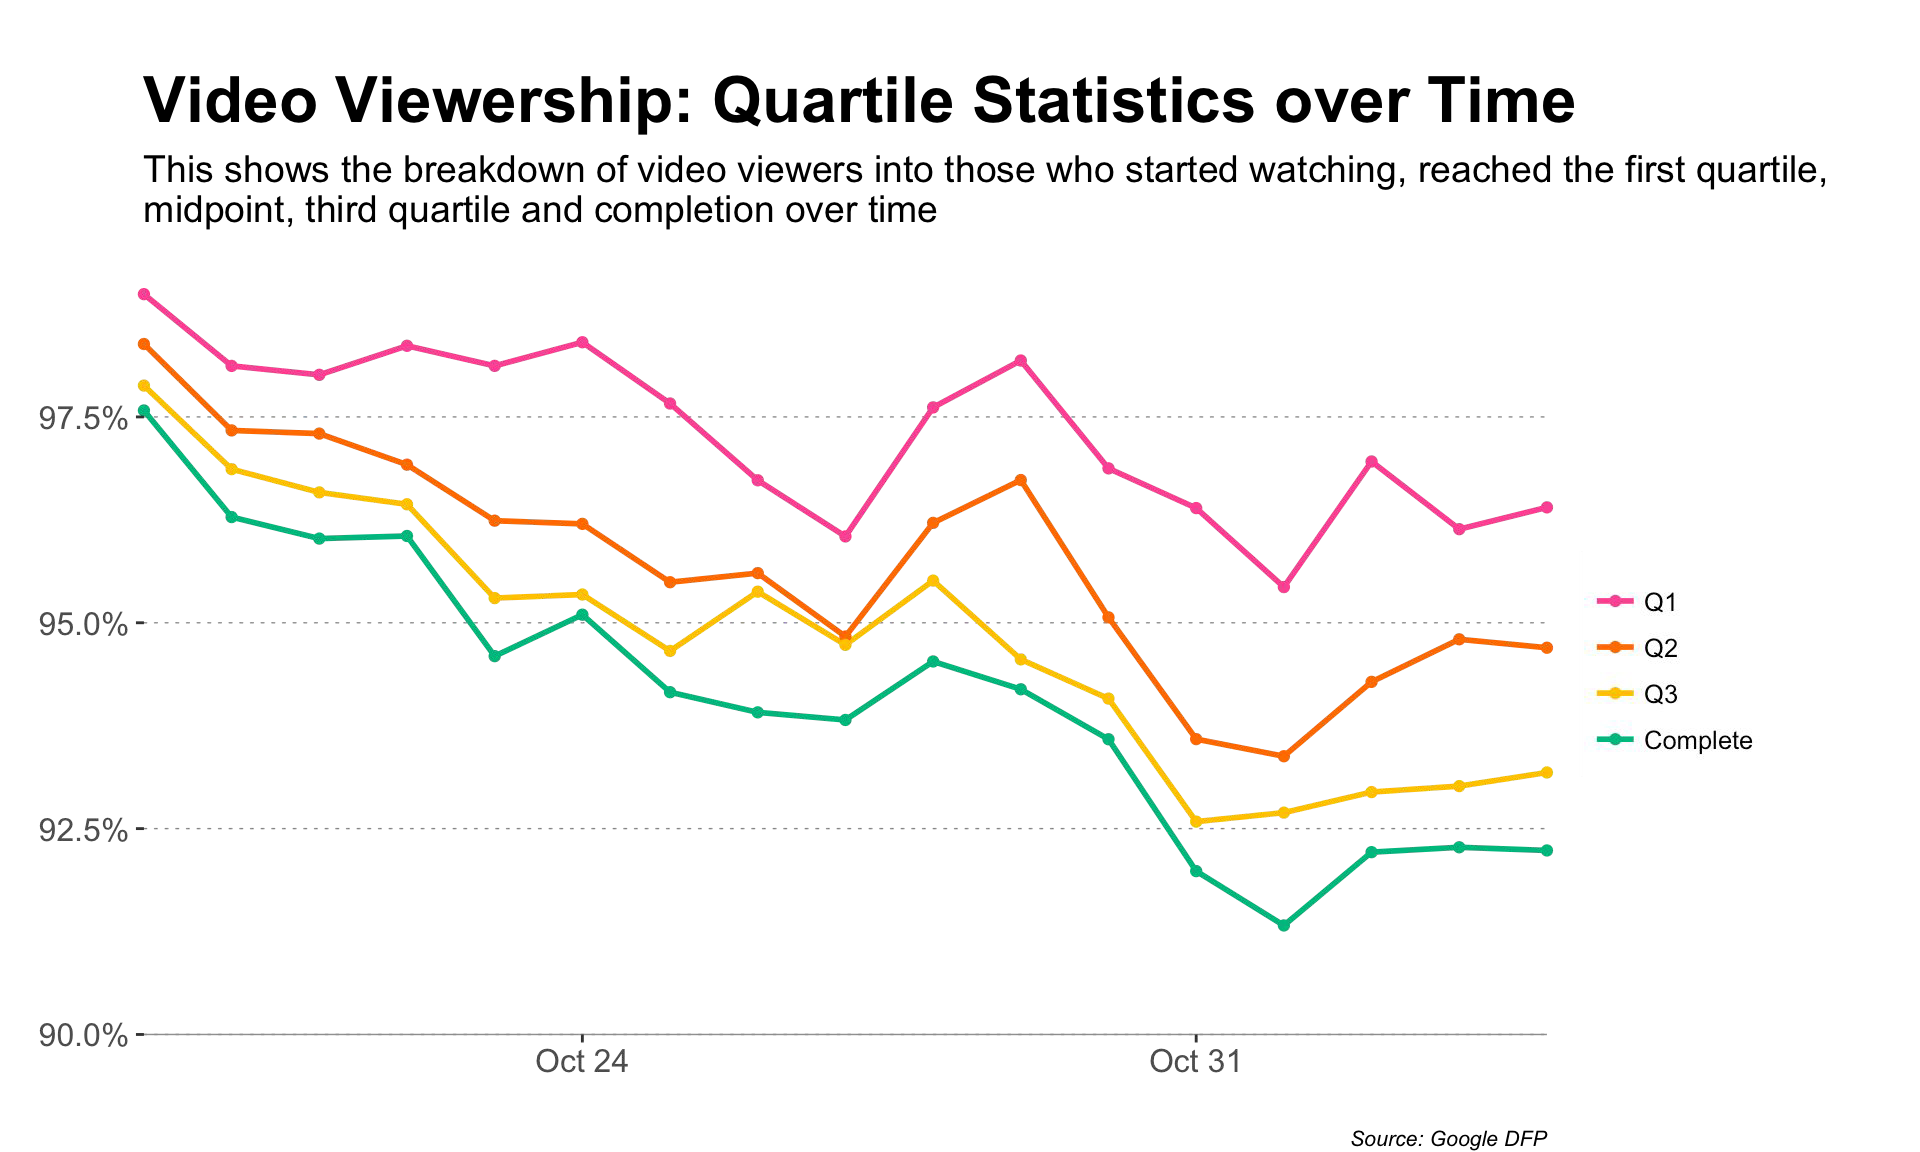 Video Viewership: Quartile Statistics over Time
This shows the breakdown of video viewers into those who started watching, reached the first quartile,
midpoint, third quartile and completion over time
97.5%
95.0%
92.5%
90.0%
Oct 24
Oct 31
Q1
Q2
Q3
Complete
Source: Google DFP